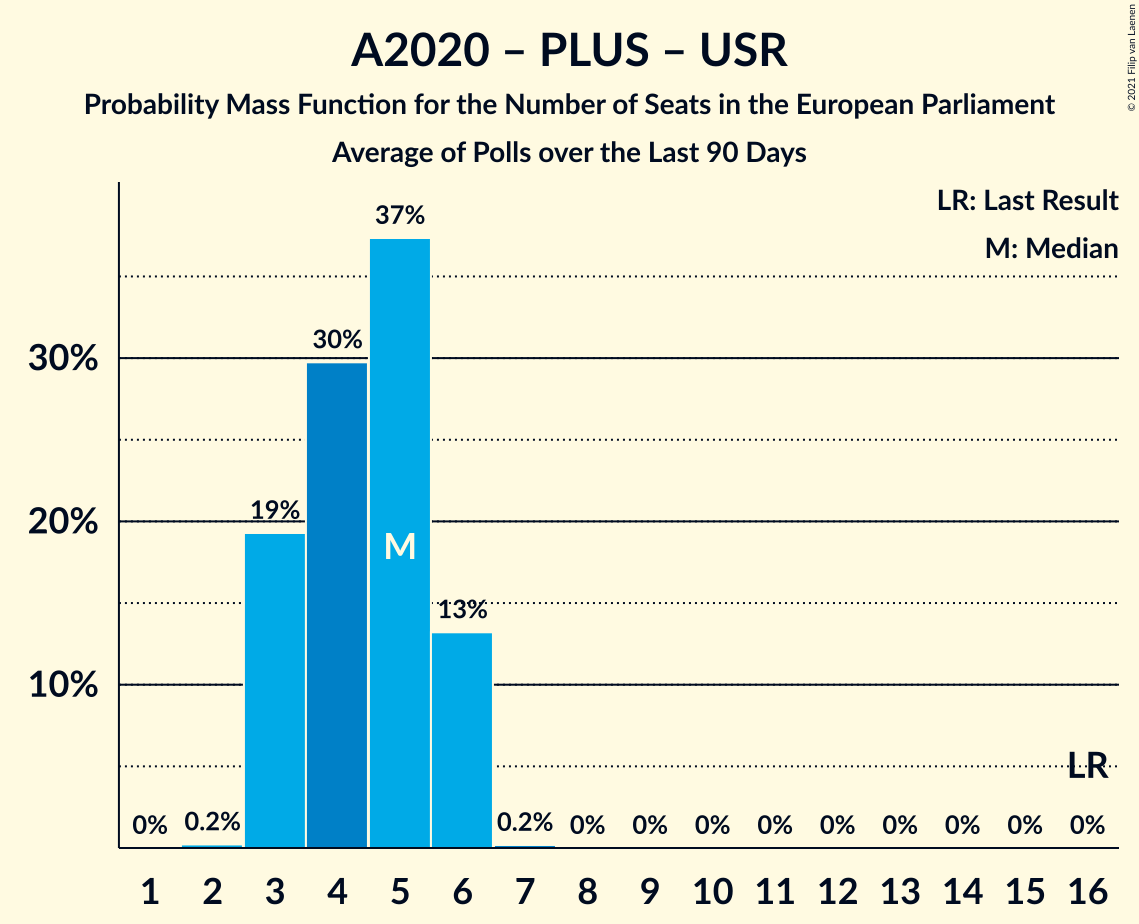 A2020 – PLUS – USR
Probability Mass Function for the Number of Seats in the European Parliament
Average of Polls over the Last 90 Days
© 2021 Filip van Laenen
LR: Last Result
M: Median
37%
30%
30%
19%
20%
M
13%
10%
LR
0% 0.2% 0.2% 0% 0% 0% 0% 0% 0% 0% 0% 0%
1 2 3 4 5 6 7 8 9 10 11 12 13 14 15 16